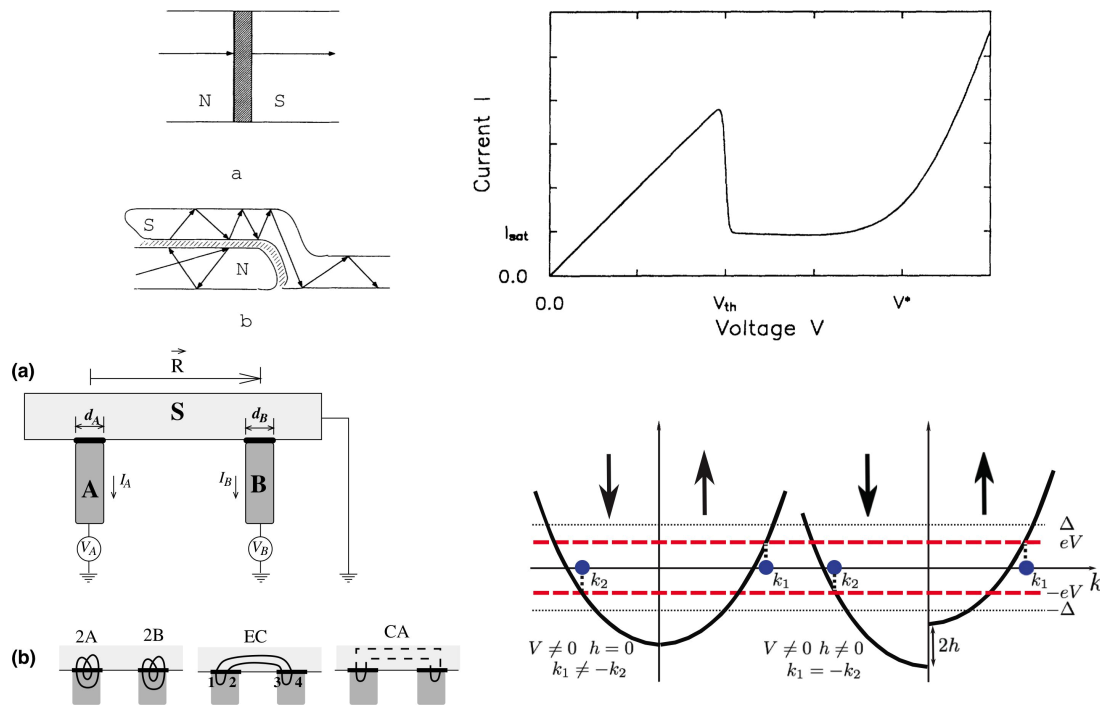 N S
a
S
N
b
Current I
I_sat
0.0
0.0 V_th V*
Voltage V
(a)
R⃗
d_A S d_B
A I_A I_B B
V_A V_B
(b)
2A 2B EC CA
1 2 3 4
Δ
eV
k_2 k_1 k_2 k_1 k
−eV
−Δ
V ≠ 0 h = 0
k_1 ≠ −k_2
V ≠ 0 h ≠ 0
k_1 = −k_2
2h